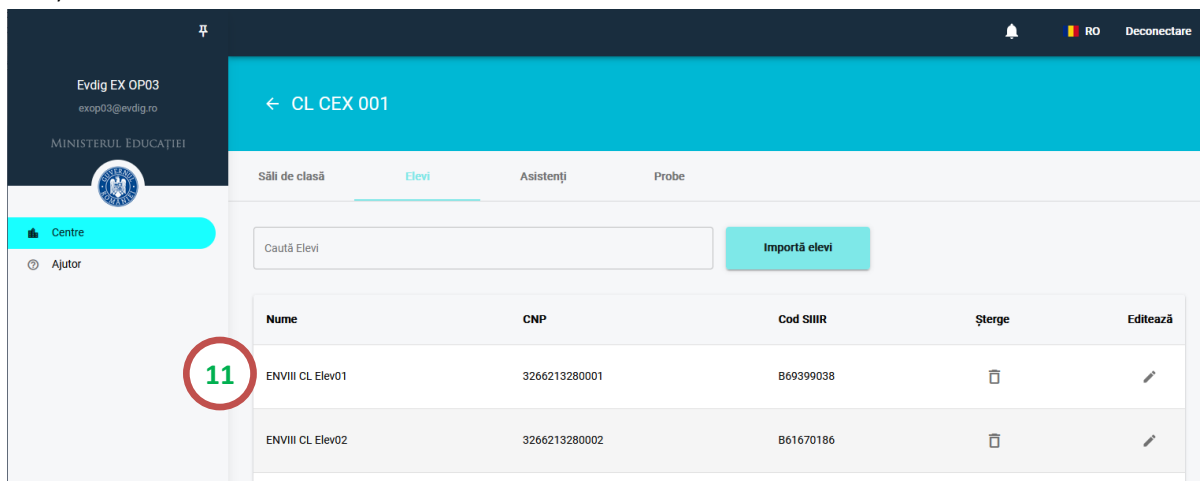 RO Deconectare
Evdig EX OP03
exop03@evdig.ro
MINISTERUL EDUCAȚIEI
GUVERNUL ROMÂNIEI
Centre
Ajutor
← CL CEX 001
Săli de clasă Elevi Asistenți Probe
Caută Elevi Importă elevi
Nume CNP Cod SIIIR Șterge Editează
11 ENVIII CL Elev01 3266213280001 B69399038
ENVIII CL Elev02 3266213280002 B61670186